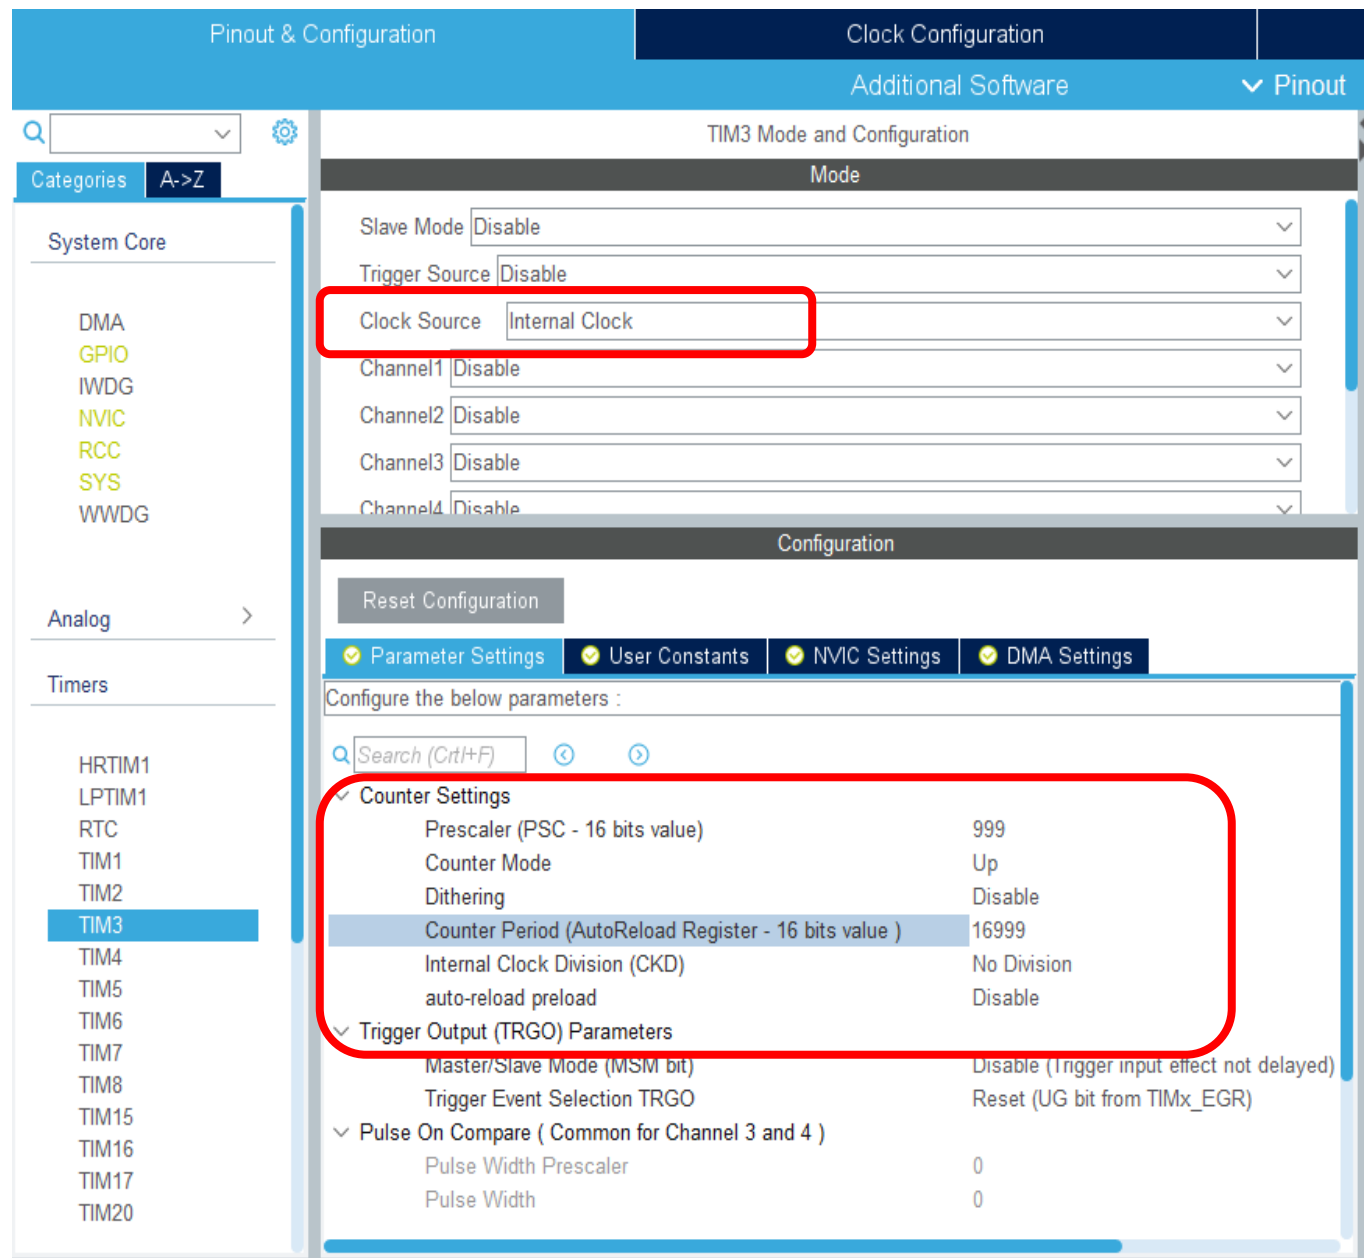 Pinout & Configuration
Clock Configuration
Additional Software
Pinout
Categories
A->Z
System Core
DMA
GPIO
IWDG
NVIC
RCC
SYS
WWDG
Analog
Timers
HRTIM1
LPTIM1
RTC
TIM1
TIM2
TIM3
TIM4
TIM5
TIM6
TIM7
TIM8
TIM15
TIM16
TIM17
TIM20
TIM3 Mode and Configuration
Mode
Slave Mode Disable
Trigger Source Disable
Clock Source Internal Clock
Channel1 Disable
Channel2 Disable
Channel3 Disable
Channel4 Disable
Configuration
Reset Configuration
Parameter Settings
User Constants
NVIC Settings
DMA Settings
Configure the below parameters :
Search (Crtl+F)
Counter Settings
Prescaler (PSC - 16 bits value) 999
Counter Mode Up
Dithering Disable
Counter Period (AutoReload Register - 16 bits value ) 16999
Internal Clock Division (CKD) No Division
auto-reload preload Disable
Trigger Output (TRGO) Parameters
Master/Slave Mode (MSM bit) Disable (Trigger input effect not delayed)
Trigger Event Selection TRGO Reset (UG bit from TIMx_EGR)
Pulse On Compare ( Common for Channel 3 and 4 )
Pulse Width Prescaler 0
Pulse Width 0